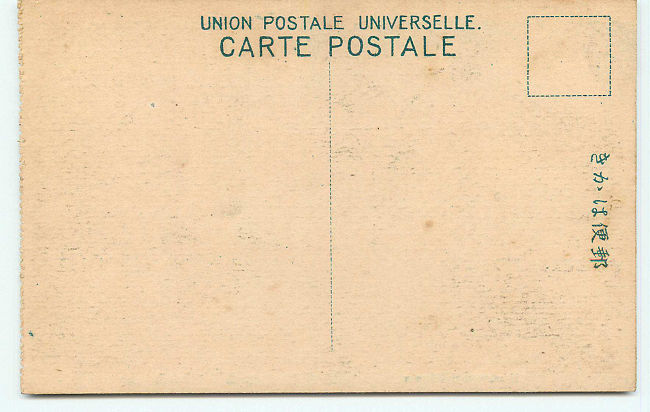 UNION POSTALE UNIVERSELLE.
CARTE POSTALE
きかは便郵